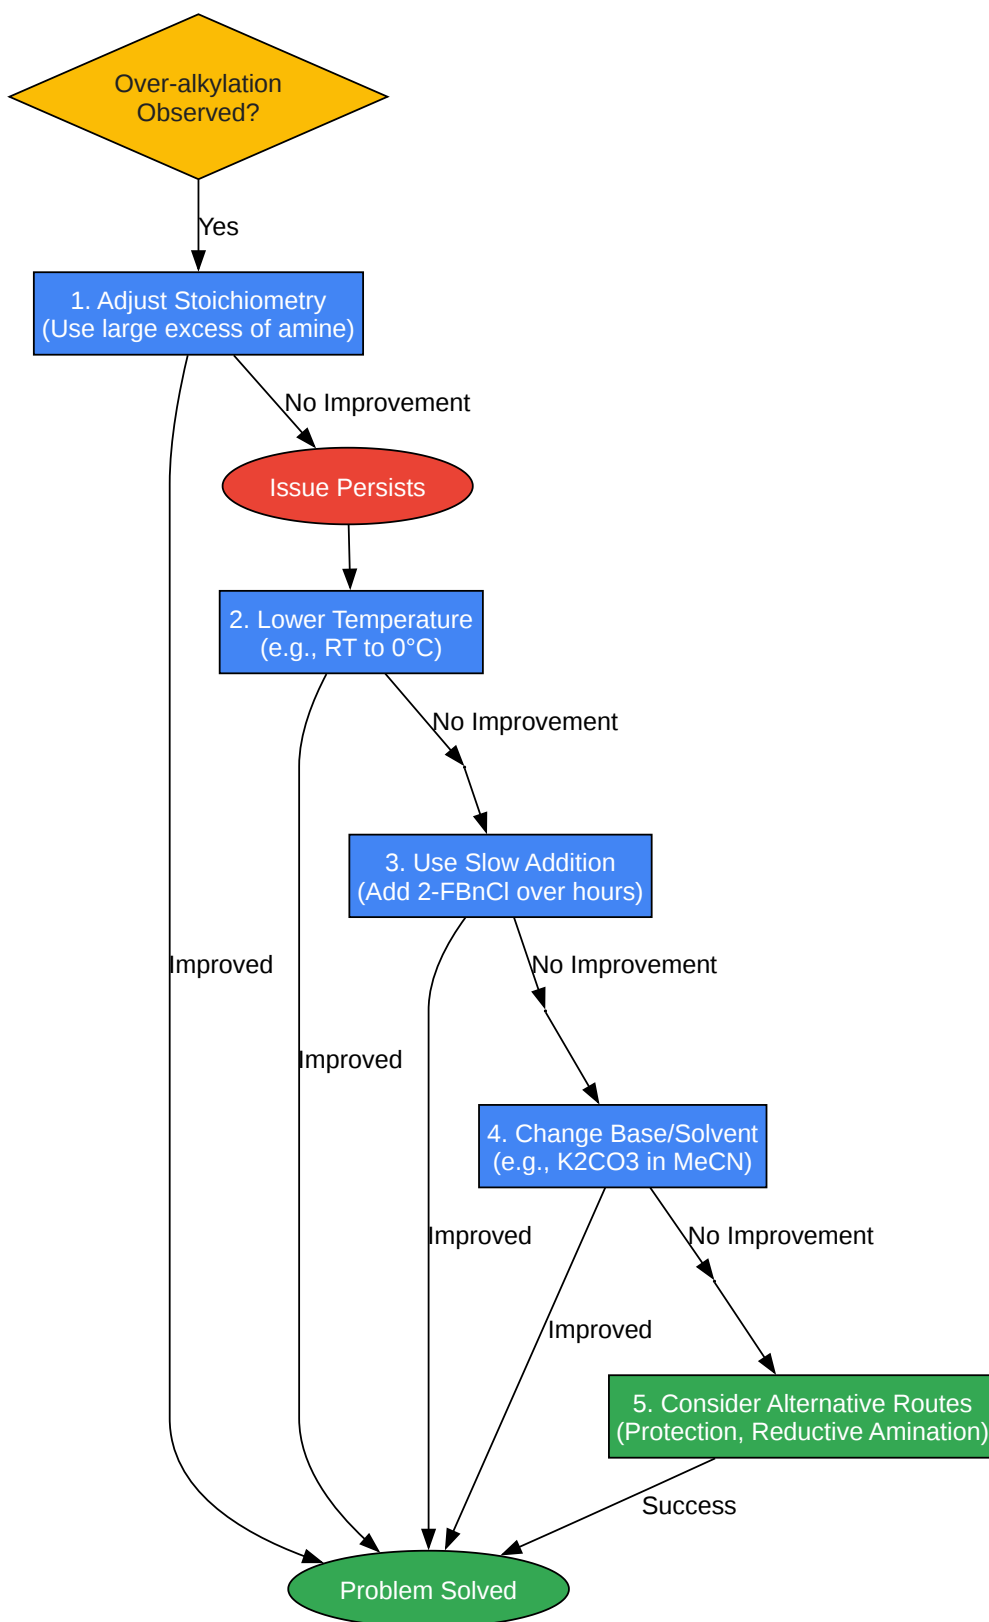 Over-alkylation
Observed?
Yes
1. Adjust Stoichiometry
(Use large excess of amine)
No Improvement
Issue Persists
2. Lower Temperature
(e.g., RT to 0°C)
No Improvement
3. Use Slow Addition
(Add 2-FBnCl over hours)
Improved
No Improvement
Improved
4. Change Base/Solvent
(e.g., K2CO3 in MeCN)
Improved
No Improvement
Improved
5. Consider Alternative Routes
(Protection, Reductive Amination)
Success
Problem Solved